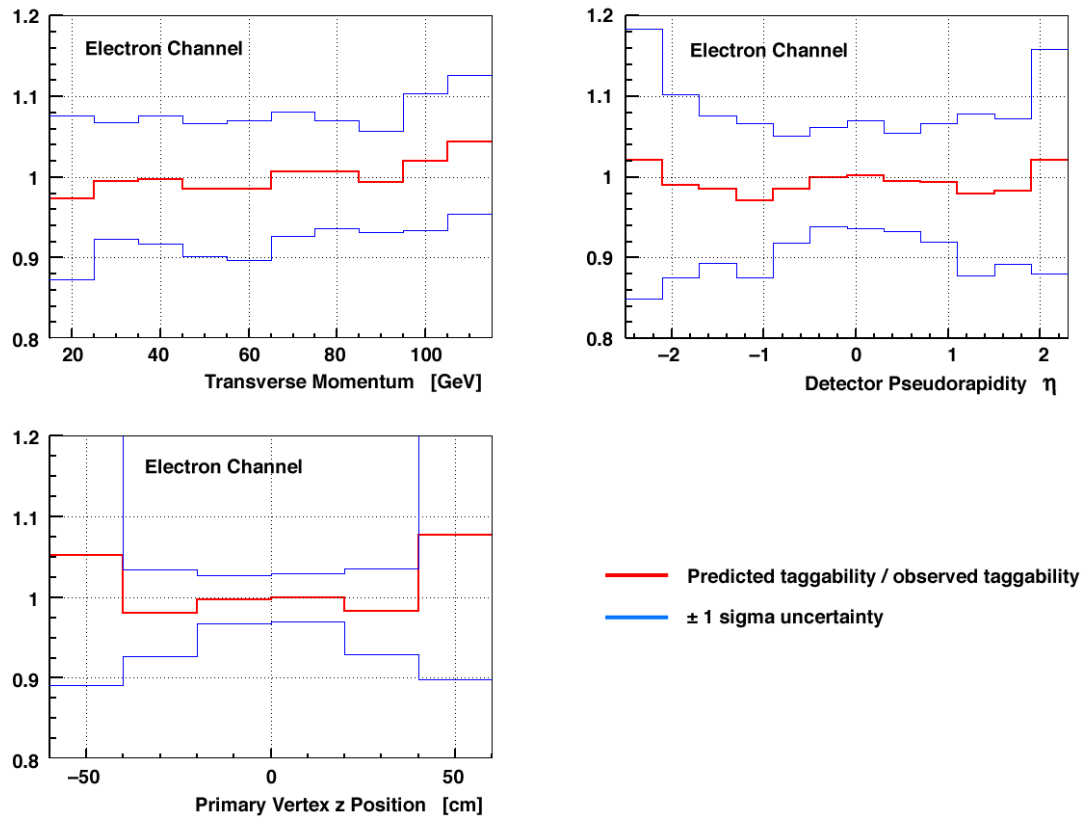 1.2
Electron Channel
1.1
1
0.9
0.8
20 40 60 80 100
Transverse Momentum [GeV]
1.2
Electron Channel
1.1
1
0.9
0.8
−2 −1 0 1 2
Detector Pseudorapidity η
1.2
Electron Channel
1.1
1
0.9
0.8
−50 0 50
Primary Vertex z Position [cm]
Predicted taggability / observed taggability
± 1 sigma uncertainty